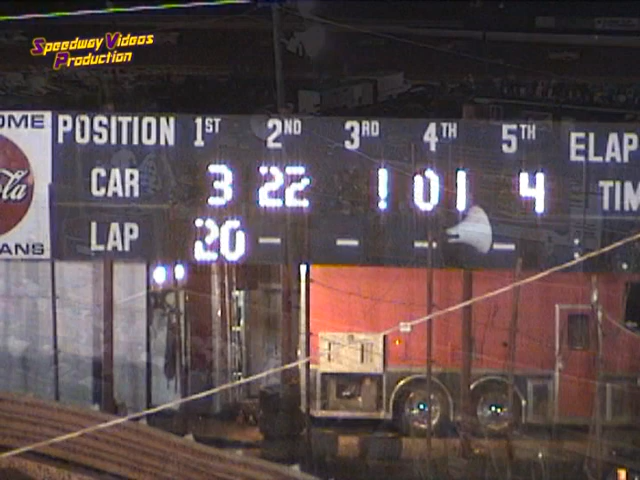 Speedway Videos
Production
OME
POSITION 1ST 2ND 3RD 4TH 5TH ELAP
la
CAR 3 22 1 01 4 TIM
LAP 20 - - - -
ANS